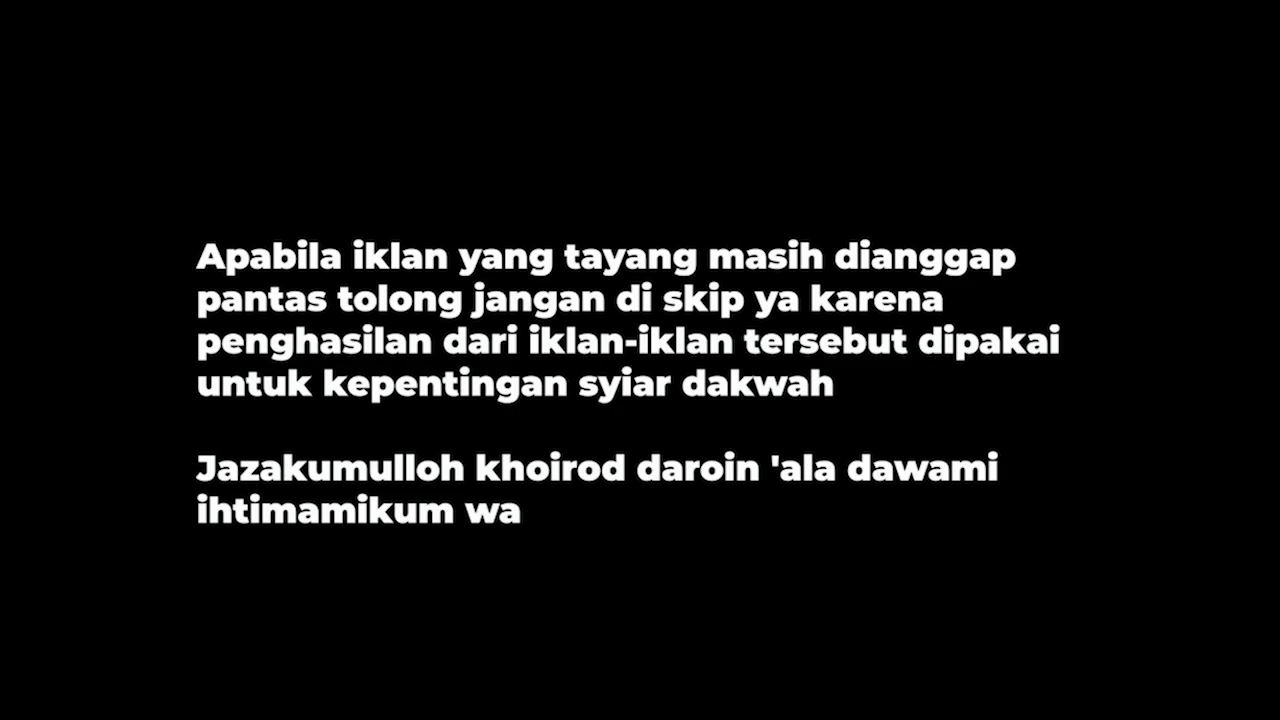 Apabila iklan yang tayang masih dianggap
pantas tolong jangan di skip ya karena
penghasilan dari iklan-iklan tersebut dipakai
untuk kepentingan syiar dakwah
Jazakumulloh khoirod daroin 'ala dawami
ihtimamikum wa